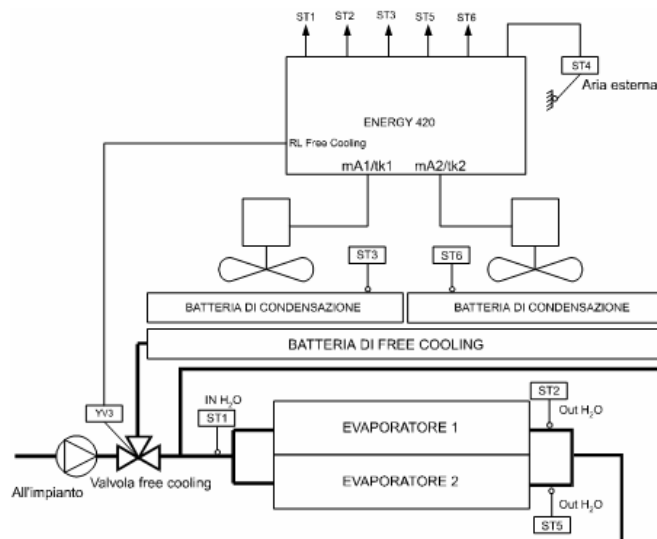 ST1 ST2 ST3 ST5 ST6
ST4
Aria esterna
ENERGY 420
RL Free Cooling
mA1/tk1 mA2/tk2
ST3 ST6
BATTERIA DI CONDENSAZIONE BATTERIA DI CONDENSAZIONE
BATTERIA DI FREE COOLING
IN H₂O
ST1
ST2
Out H₂O
YV3
EVAPORATORE 1
EVAPORATORE 2
All'impianto
Valvola free cooling
Out H₂O
ST5